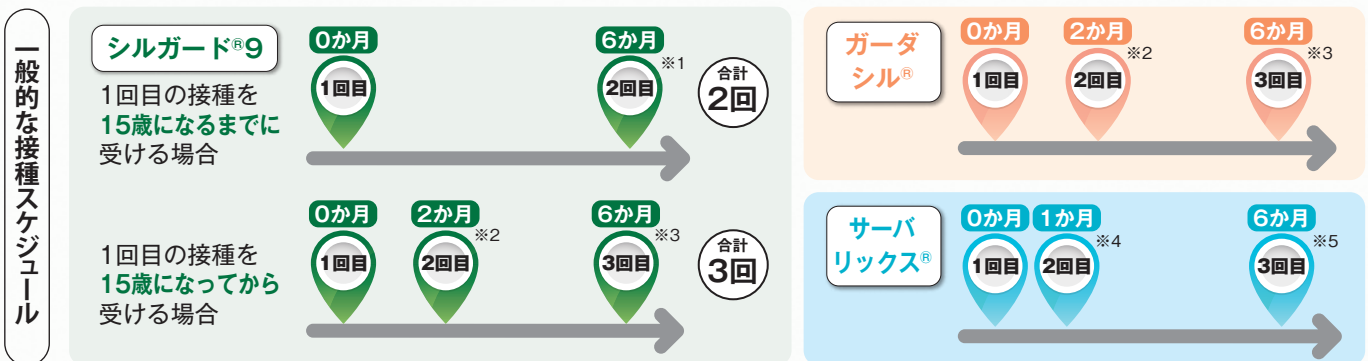 一般的な接種スケジュール
シルガード®9
1回目の接種を
15歳になるまでに
受ける場合
0か月
1回目
6か月
※1
2回目
合計
2回
1回目の接種を
15歳になってから
受ける場合
0か月
1回目
2か月
※2
2回目
6か月
※3
3回目
合計
3回
ガーダ
シル®
0か月
1回目
2か月
※2
2回目
6か月
※3
3回目
サーバ
リックス®
0か月
1回目
1か月
※4
2回目
6か月
※5
3回目